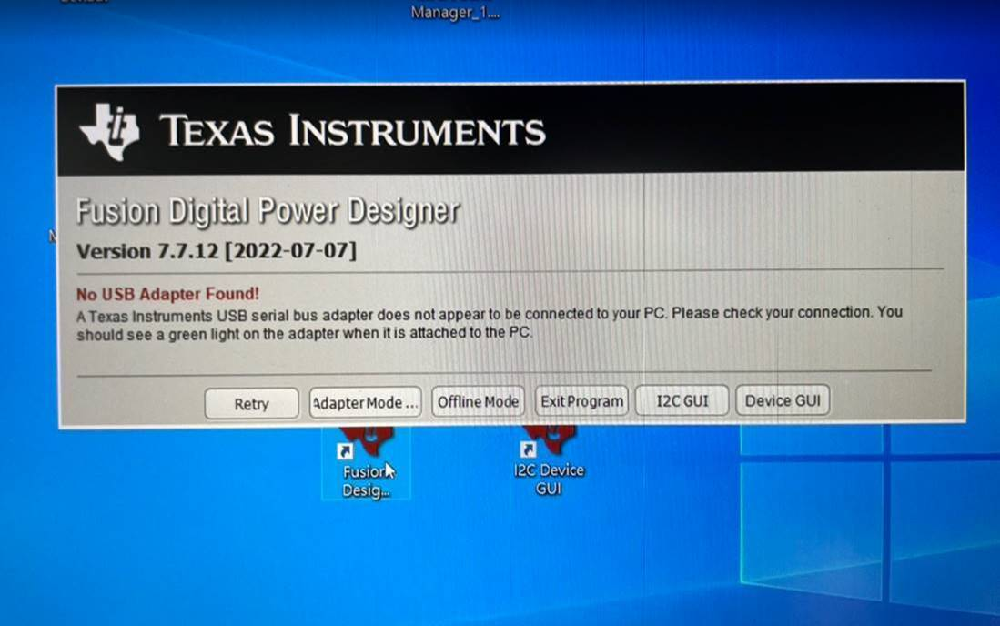 Manager_1....
TEXAS INSTRUMENTS
Fusion Digital Power Designer
Version 7.7.12 [2022-07-07]
No USB Adapter Found!
A Texas Instruments USB serial bus adapter does not appear to be connected to your PC. Please check your connection. You
should see a green light on the adapter when it is attached to the PC.
Retry
Adapter Mode ...
Offline Mode
Exit Program
I2C GUI
Device GUI
Fusion
Desig...
I2C Device
GUI